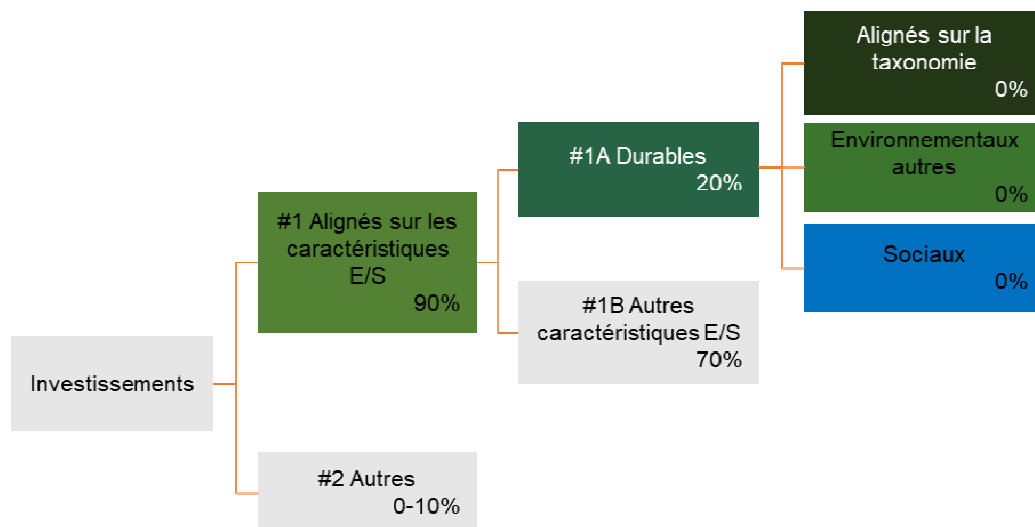 Investissements
#1 Alignés sur les
caractéristiques
E/S
90%
#2 Autres
0-10%
#1A Durables
20%
#1B Autres
caractéristiques E/S
70%
Alignés sur la
taxonomie
0%
Environnementaux
autres
0%
Sociaux
0%